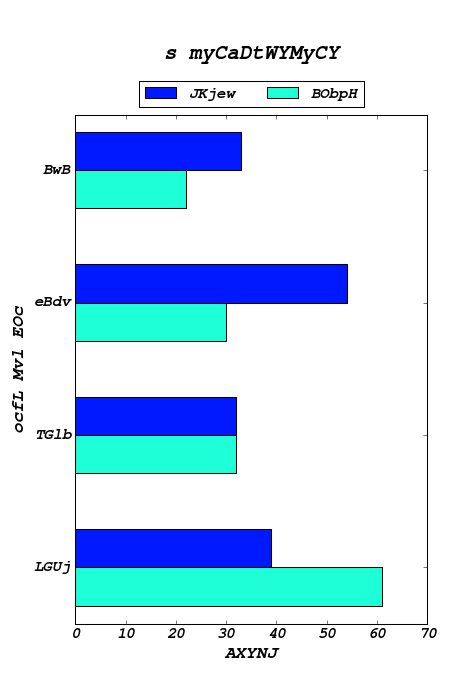 s myCaDtWYMyCY
JKjew BObpH
BwB
eBdv
TGlb
LGUj
ocfL Mvl EOc
0 10 20 30 40 50 60 70
AXYNJ